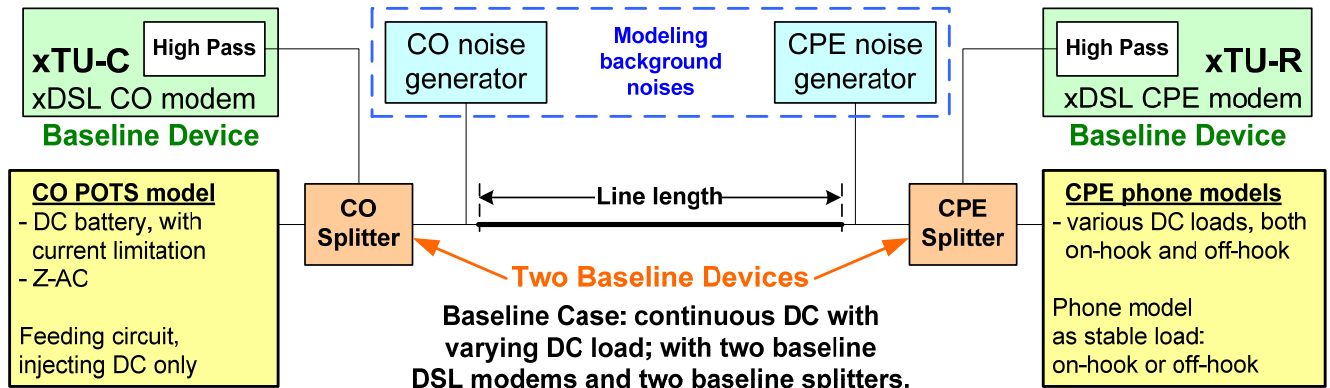 xTU-C
High Pass
xDSL CO modem
Baseline Device
CO noise
generator
Modeling
background
noises
CPE noise
generator
High Pass
xTU-R
xDSL CPE modem
Baseline Device
CO POTS model
- DC battery, with
current limitation
- Z-AC
Feeding circuit,
injecting DC only
CO
Splitter
Line length
CPE
Splitter
Two Baseline Devices
Baseline Case: continuous DC with
varying DC load; with two baseline
DSL modems and two baseline splitters.
CPE phone models
- various DC loads, both
on-hook and off-hook
Phone model
as stable load:
on-hook or off-hook